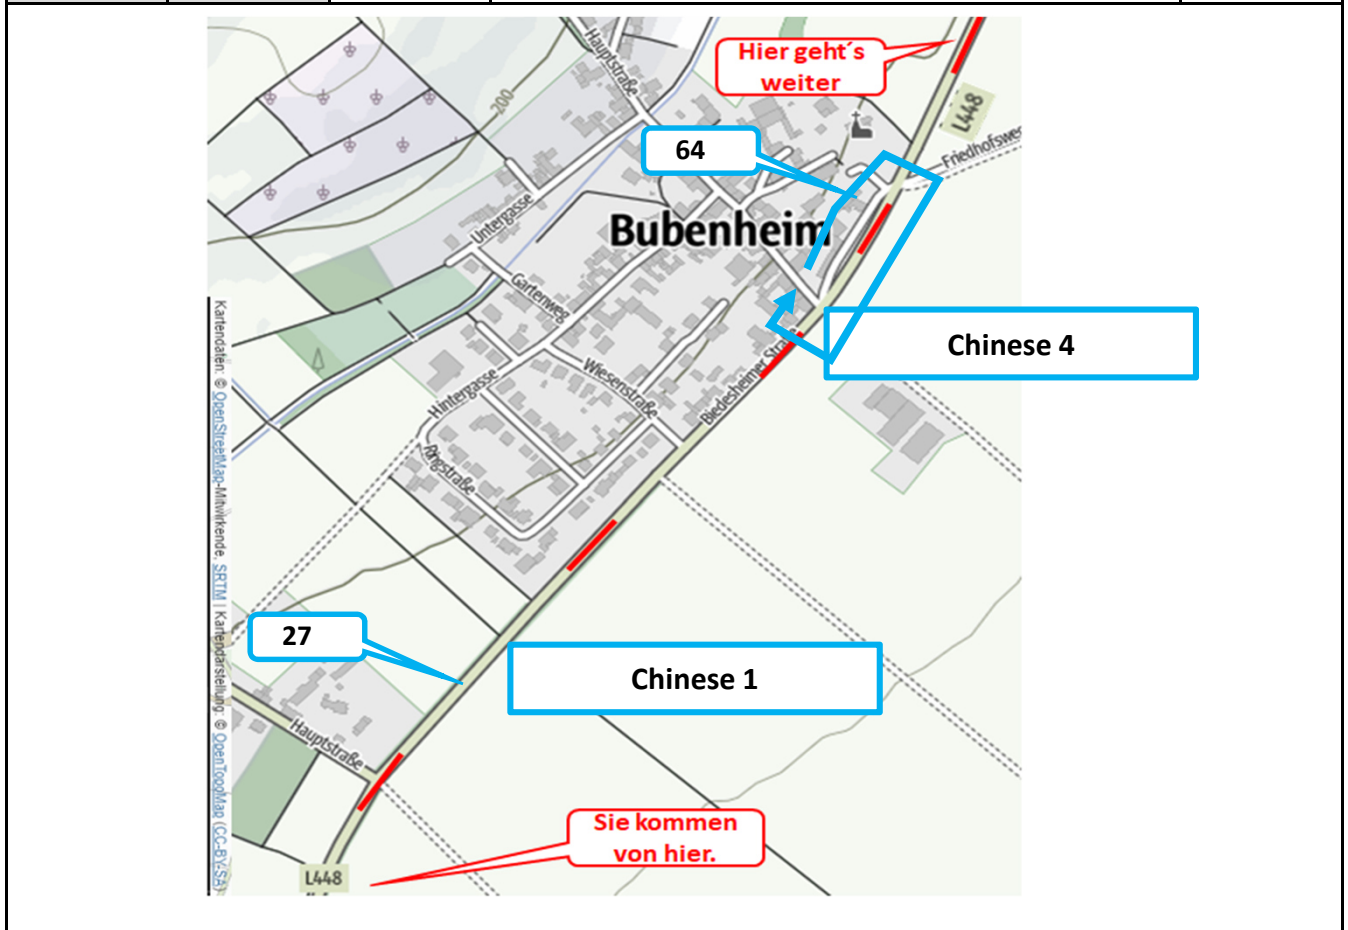 Hier geht´s
weiter
Hauptstraße
200
L448
Friedhofsweg
64
Untergasse
Bubenheim
Gartenweg
Chinese 4
Wiesenstraße
Biedesheimer Straße
Hintergasse
Ringstraße
27
Chinese 1
Hauptstraße
Sie kommen
von hier.
L448
Kartendaten: © OpenStreetMap-Mitwirkende, SRTM | Kartendarstellung: © OpenTopoMap (CC-BY-SA)